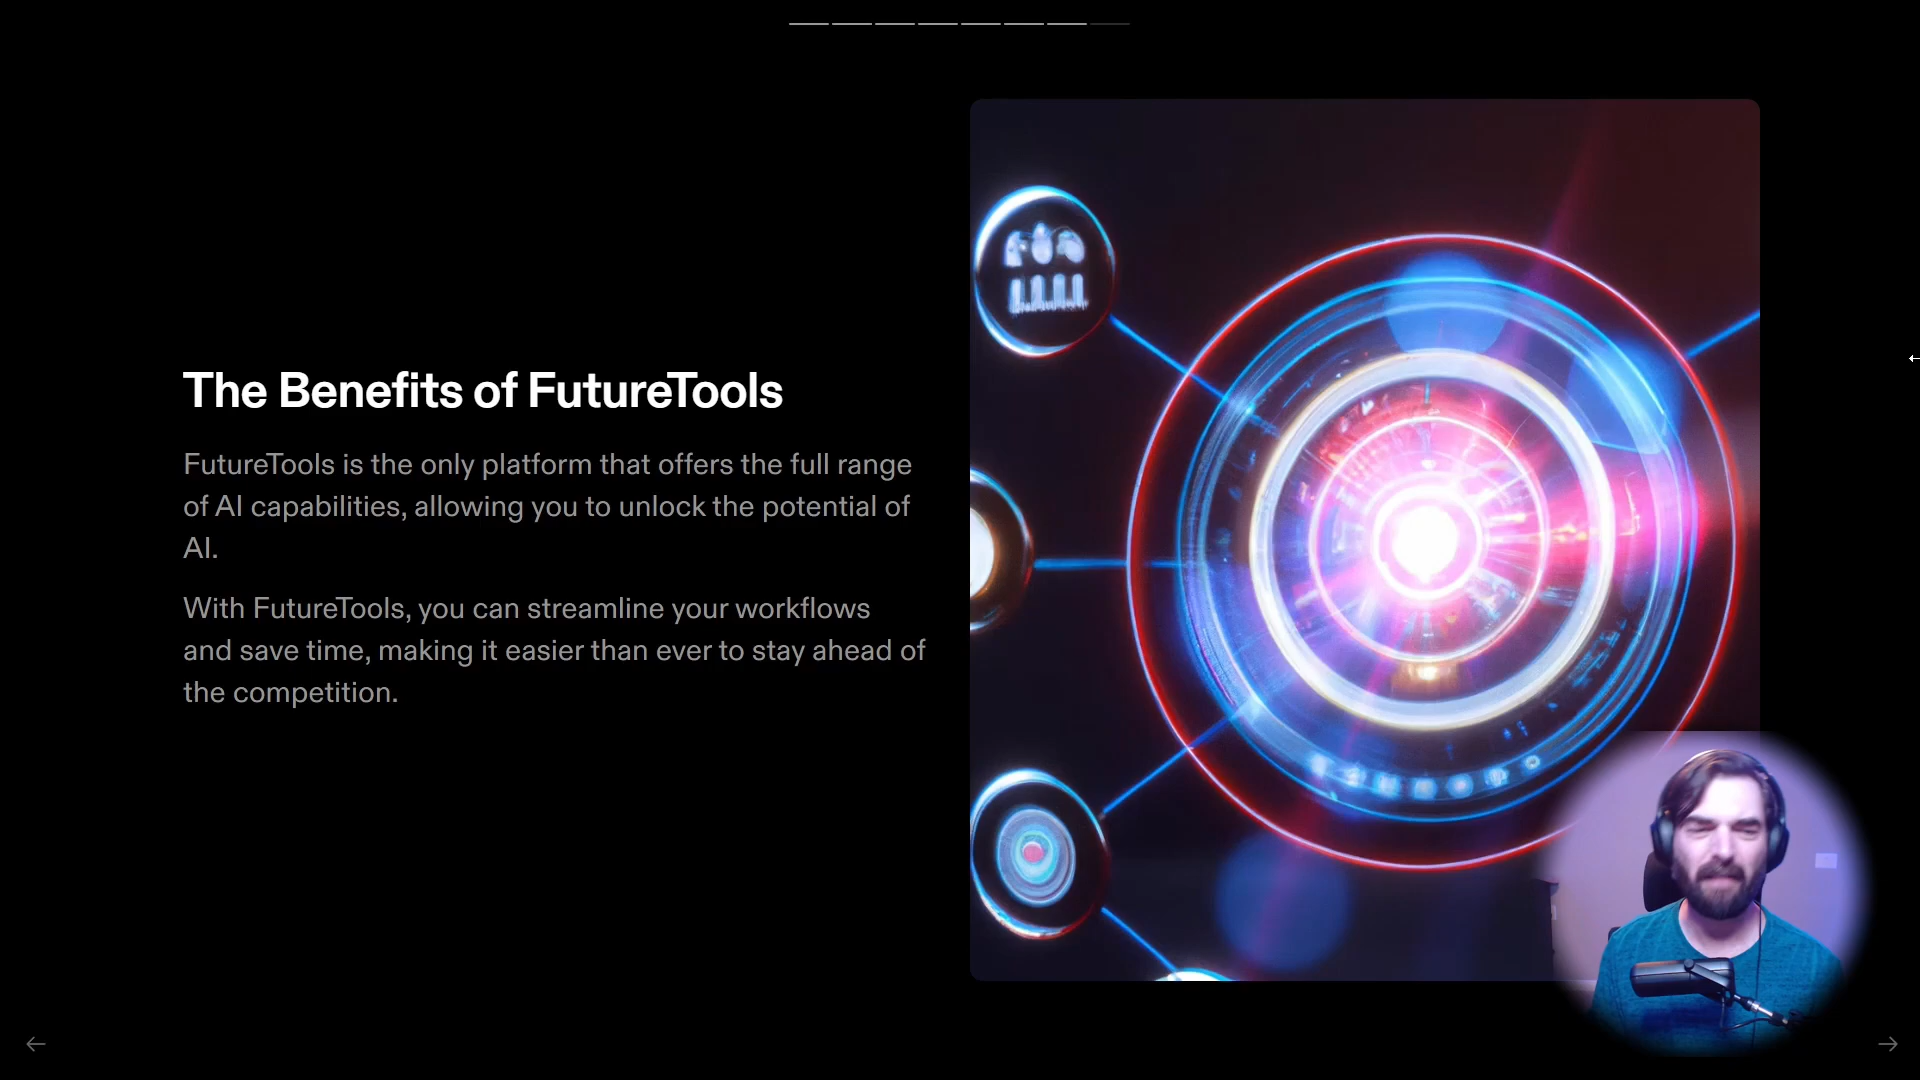 The Benefits of FutureTools
FutureTools is the only platform that offers the full range
of AI capabilities, allowing you to unlock the potential of
AI.
With FutureTools, you can streamline your workflows
and save time, making it easier than ever to stay ahead of
the competition.